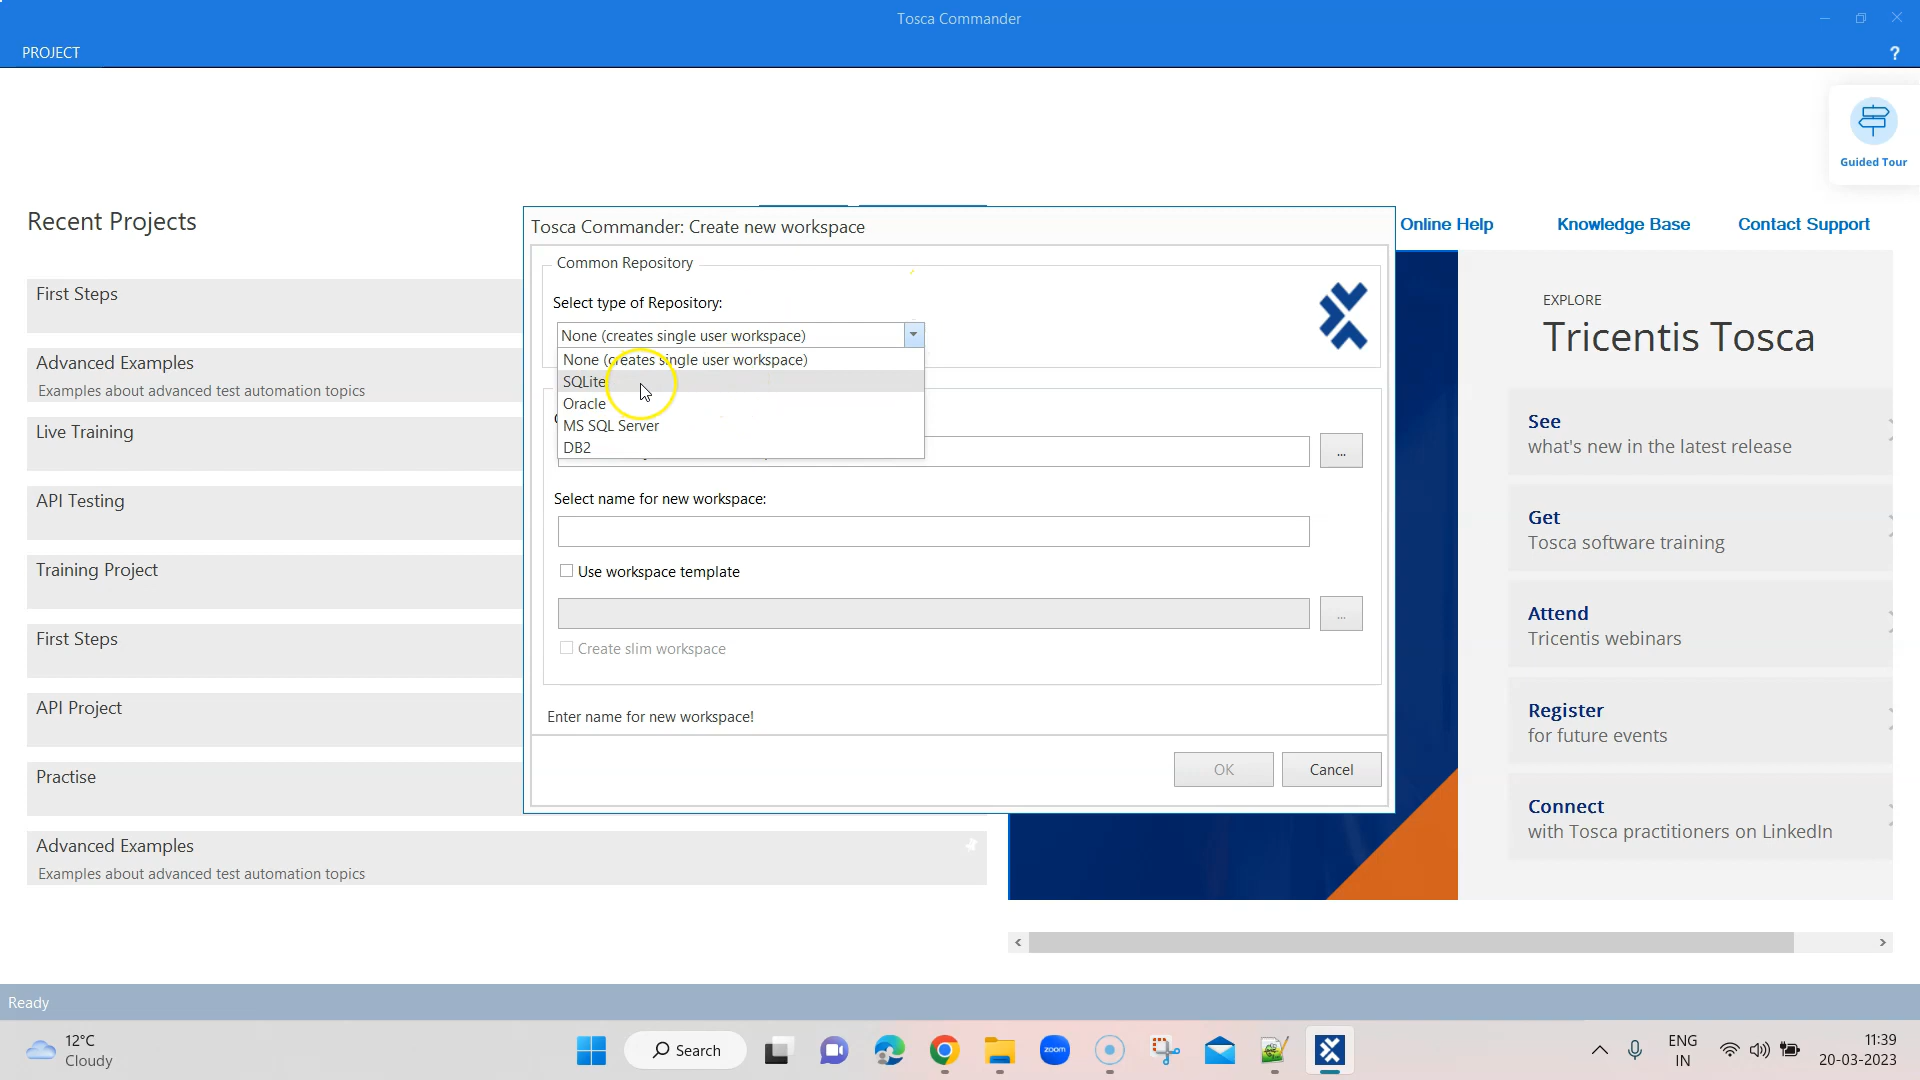 Tosca Commander
PROJECT
?
Guided Tour
Recent Projects
First Steps
Advanced Examples
Examples about advanced test automation topics
Live Training
API Testing
Training Project
First Steps
API Project
Practise
Advanced Examples
Examples about advanced test automation topics
Tosca Commander: Create new workspace
Common Repository
Select type of Repository:
None (creates single user workspace)
None (creates single user workspace)
SQLite
Oracle
MS SQL Server
DB2
...
Select name for new workspace:
Use workspace template
...
Create slim workspace
Enter name for new workspace!
OK
Cancel
Online Help
Knowledge Base
Contact Support
EXPLORE
Tricentis Tosca
See
what's new in the latest release
Get
Tosca software training
Attend
Tricentis webinars
Register
for future events
Connect
with Tosca practitioners on LinkedIn
Ready
12°C
Cloudy
Search
zoom
ENG
IN
11:39
20-03-2023